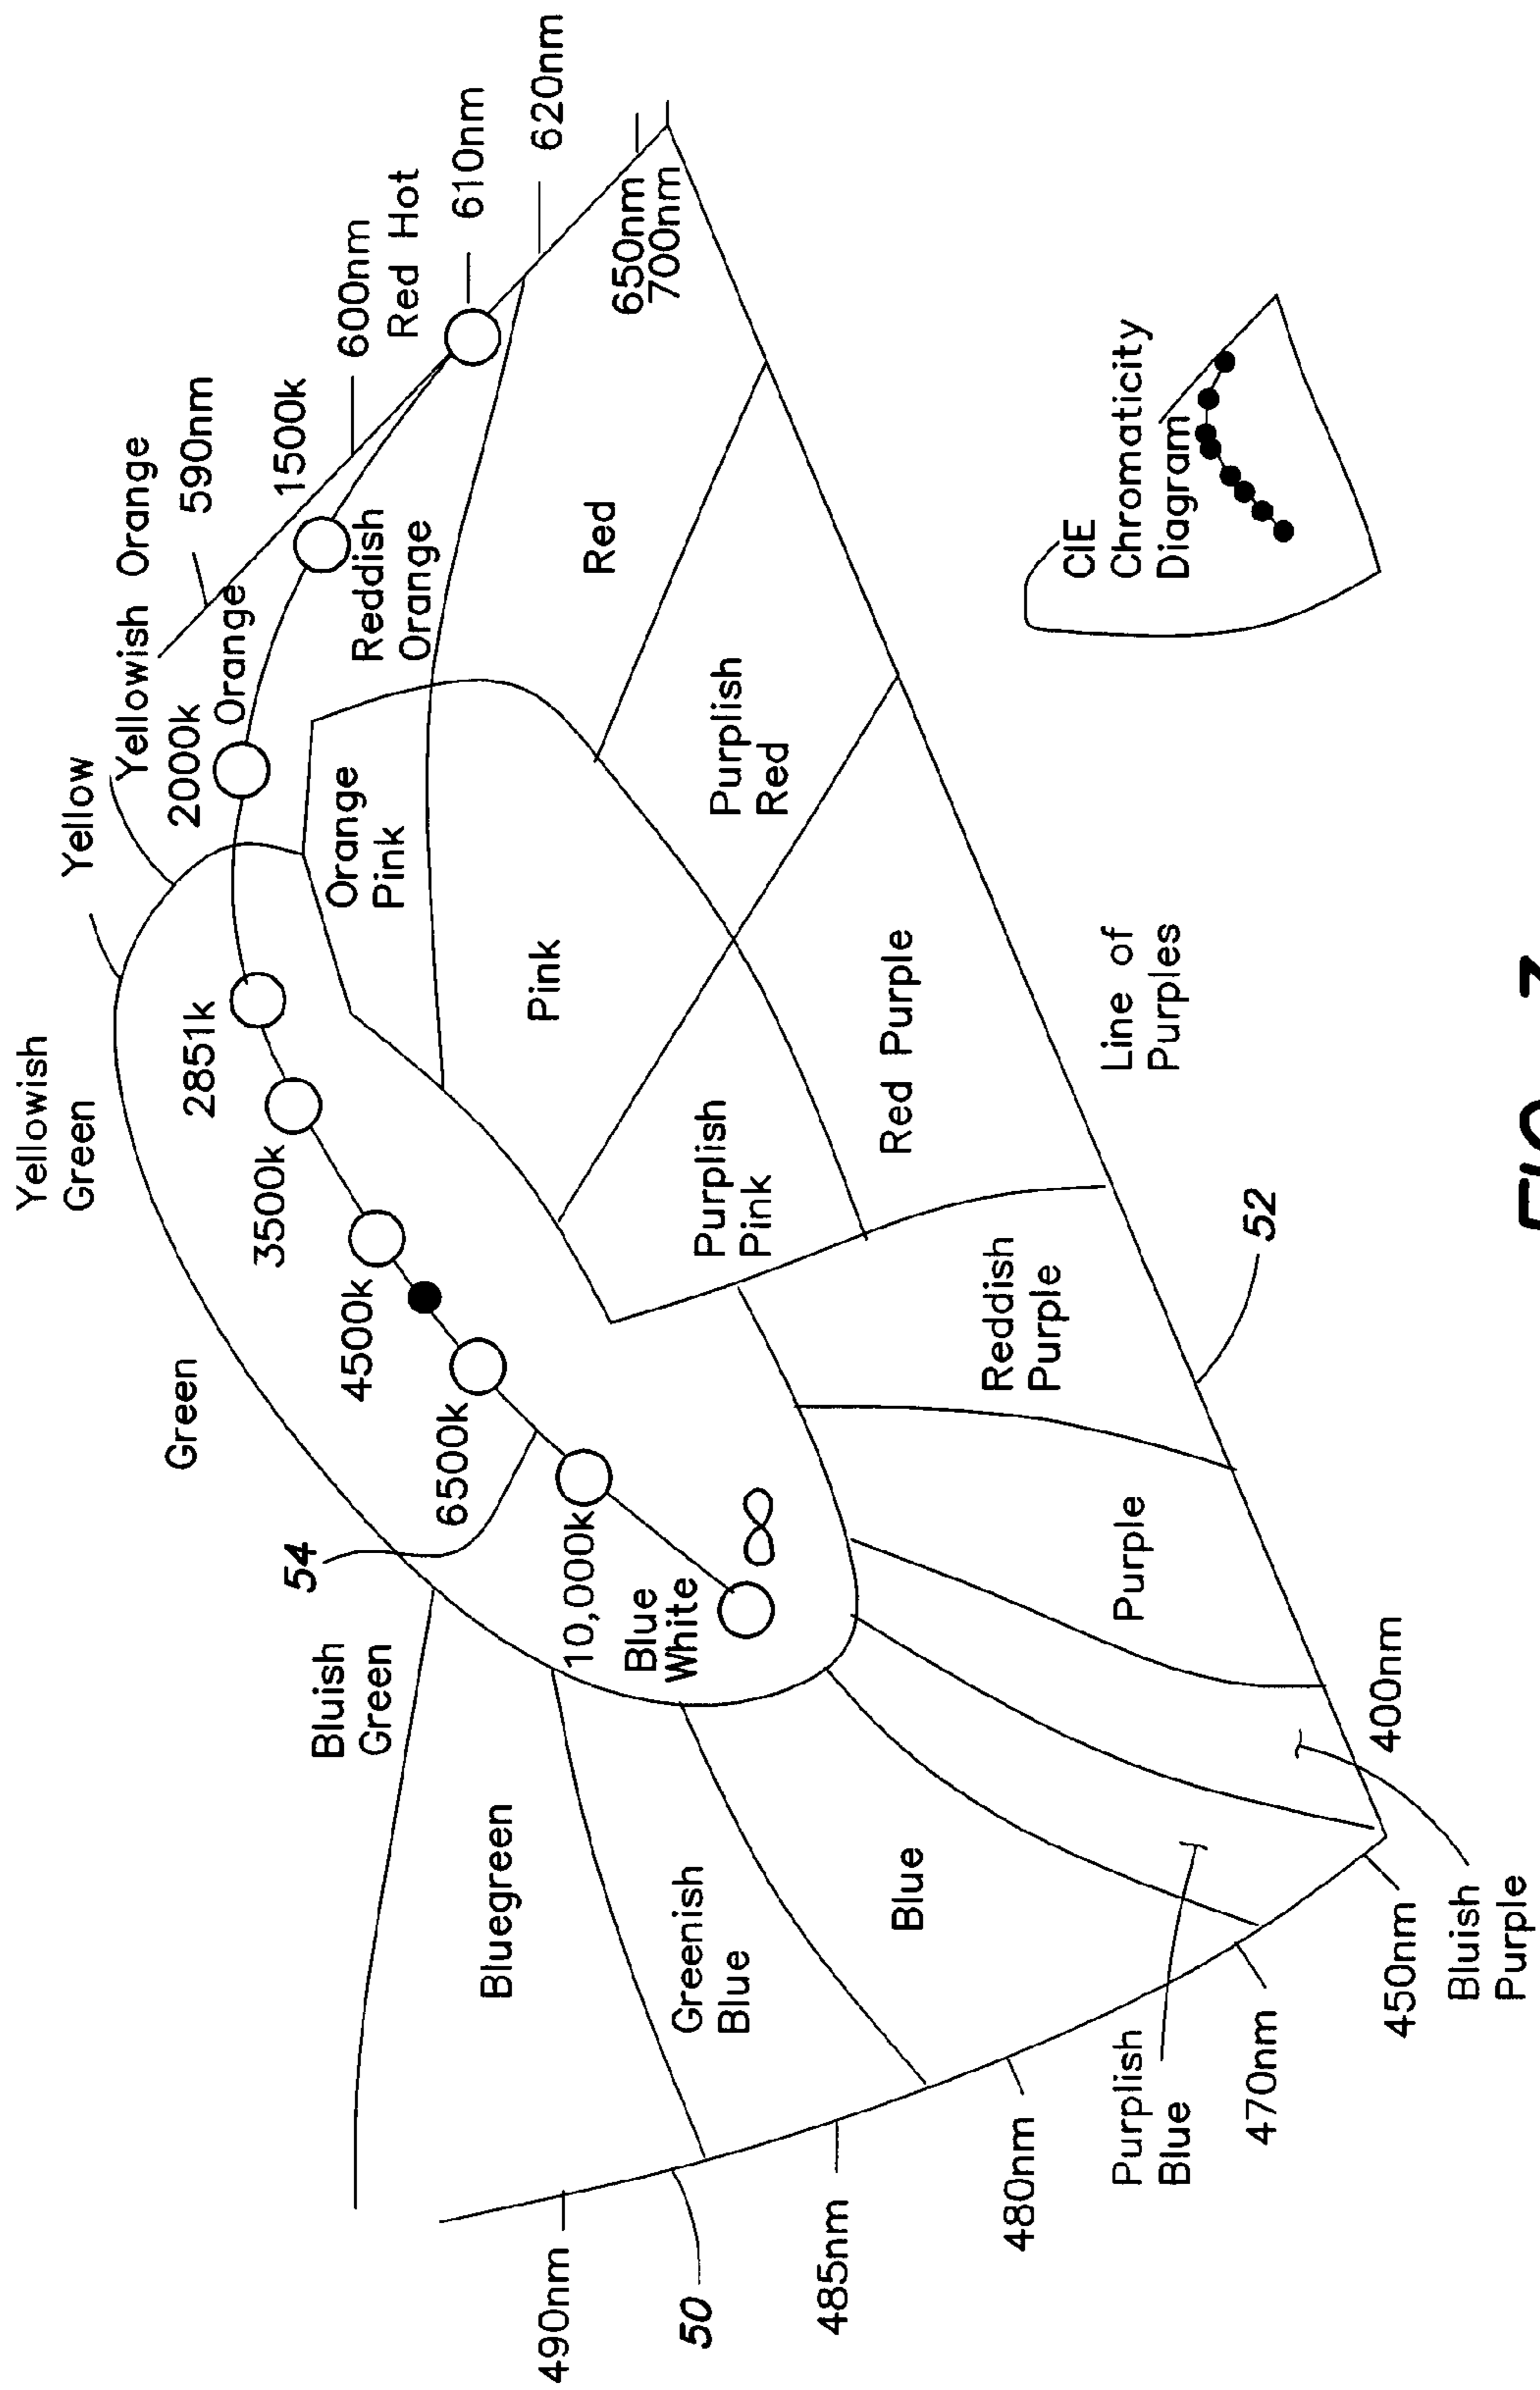 Yellowish
Green
Yellow
Yellowish Orange
590nm
Green
2851k
2000k
Orange
1500k
600nm
Red Hot
610nm
620nm
54
3500k
4500k
6500k
10,000k
Reddish
Orange
650nm
700nm
Bluish
Green
Blue
White
∞
Orange
Pink
Red
Pink
Bluegreen
Greenish
Blue
Purplish
Pink
Purplish
Red
490nm
50
485nm
480nm
Blue
Red Purple
Reddish
Purple
Purple
Line of
Purples
52
Purplish
Blue
470nm
450nm
400nm
Bluish
Purple
CIE
Chromaticity
Diagram